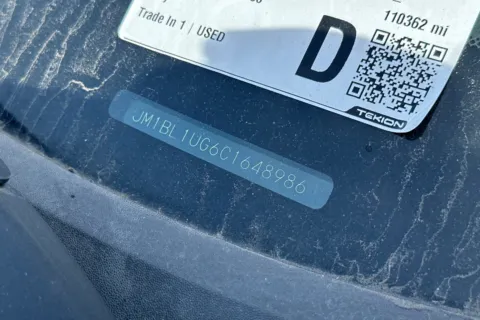 110362 mi
Trade In 1 / USED
D
TEKION
JM1BL1UG6C1648986